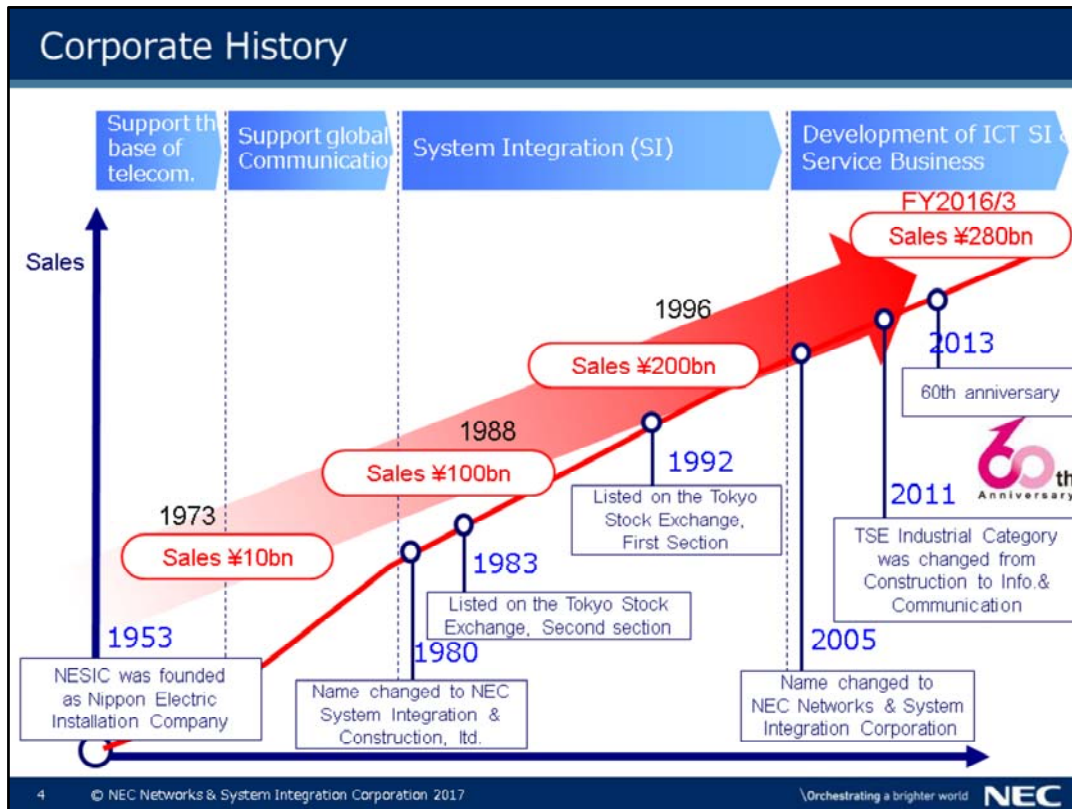 Corporate History
Support the
base of
telecom.
Support global
Communication
System Integration (SI)
Development of ICT SI &
Service Business
FY2016/3
Sales ¥280bn
Sales
1996
Sales ¥200bn
2013
60th anniversary
60th
Anniversary
1988
Sales ¥100bn
1992
Listed on the Tokyo
Stock Exchange,
First Section
2011
TSE Industrial Category
was changed from
Construction to Info.&
Communication
1973
Sales ¥10bn
1983
Listed on the Tokyo Stock
Exchange, Second section
1953
NESIC was founded
as Nippon Electric
Installation Company
1980
Name changed to NEC
System Integration &
Construction, ltd.
2005
Name changed to
NEC Networks & System
Integration Corporation
4 © NEC Networks & System Integration Corporation 2017
\Orchestrating a brighter world NEC